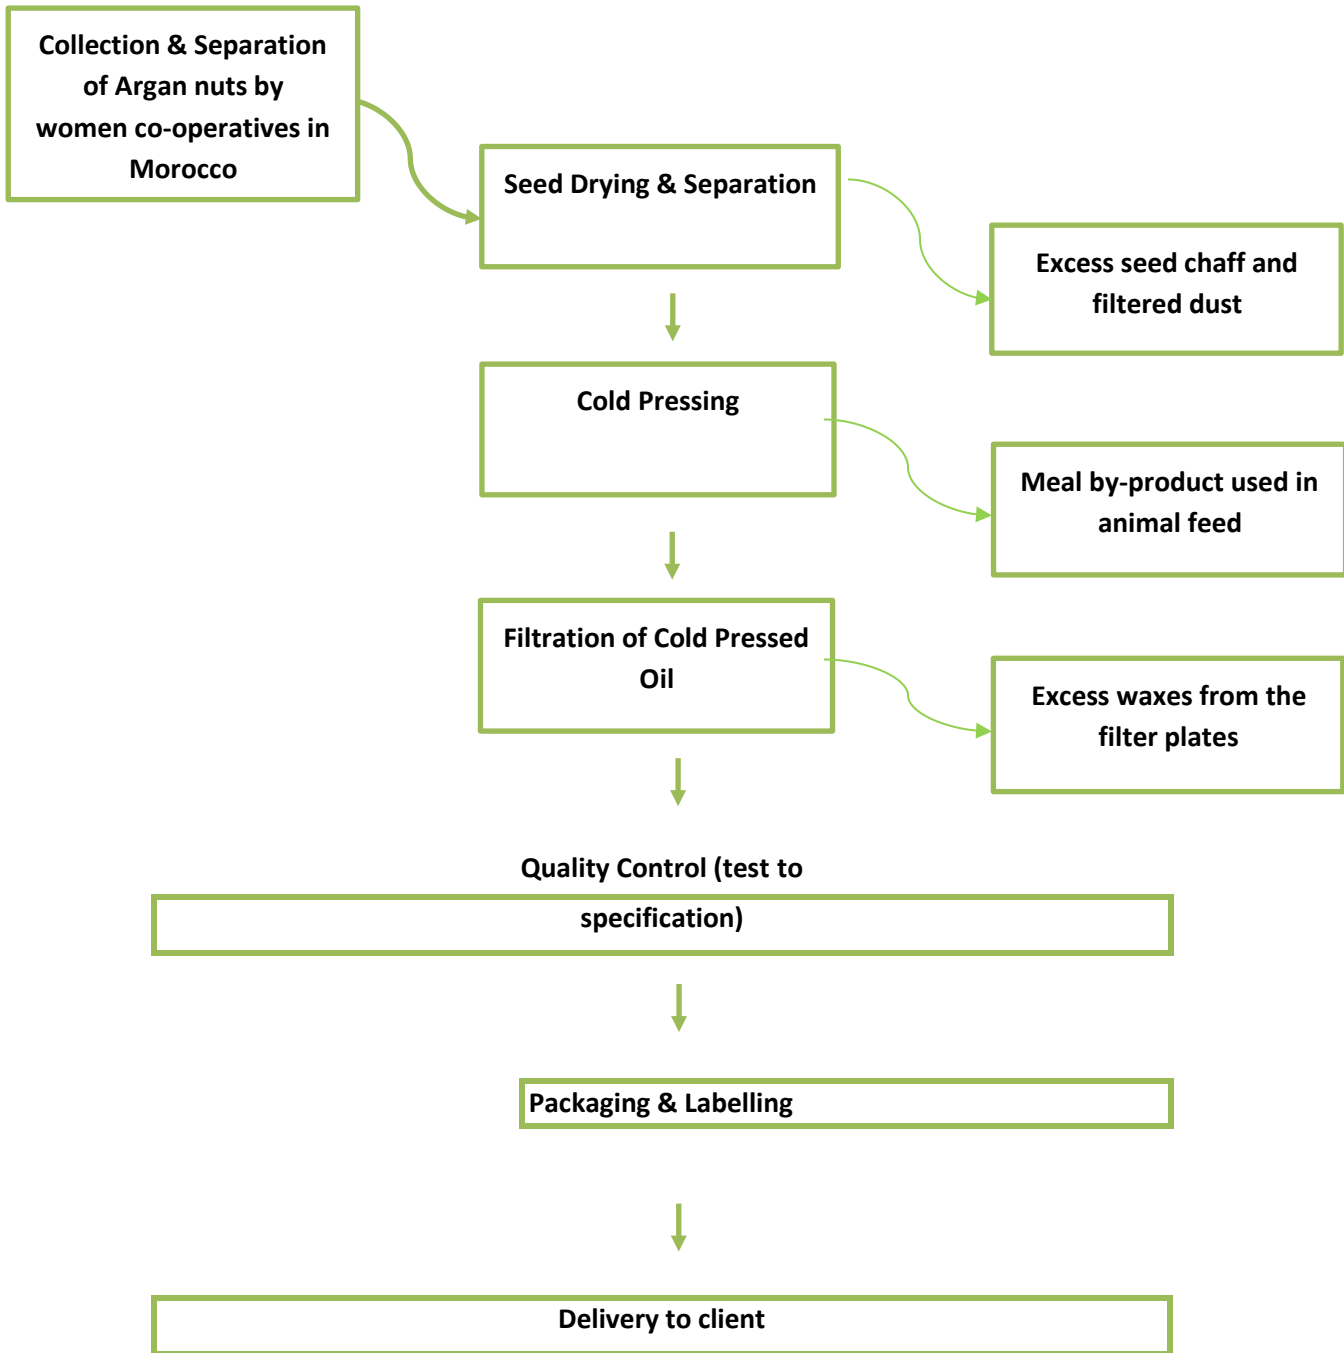 Collection & Separation
of Argan nuts by
women co-operatives in
Morocco
Seed Drying & Separation
Excess seed chaff and
filtered dust
Cold Pressing
Meal by-product used in
animal feed
Filtration of Cold Pressed
Oil
Excess waxes from the
filter plates
Quality Control (test to
specification)
Packaging & Labelling
Delivery to client